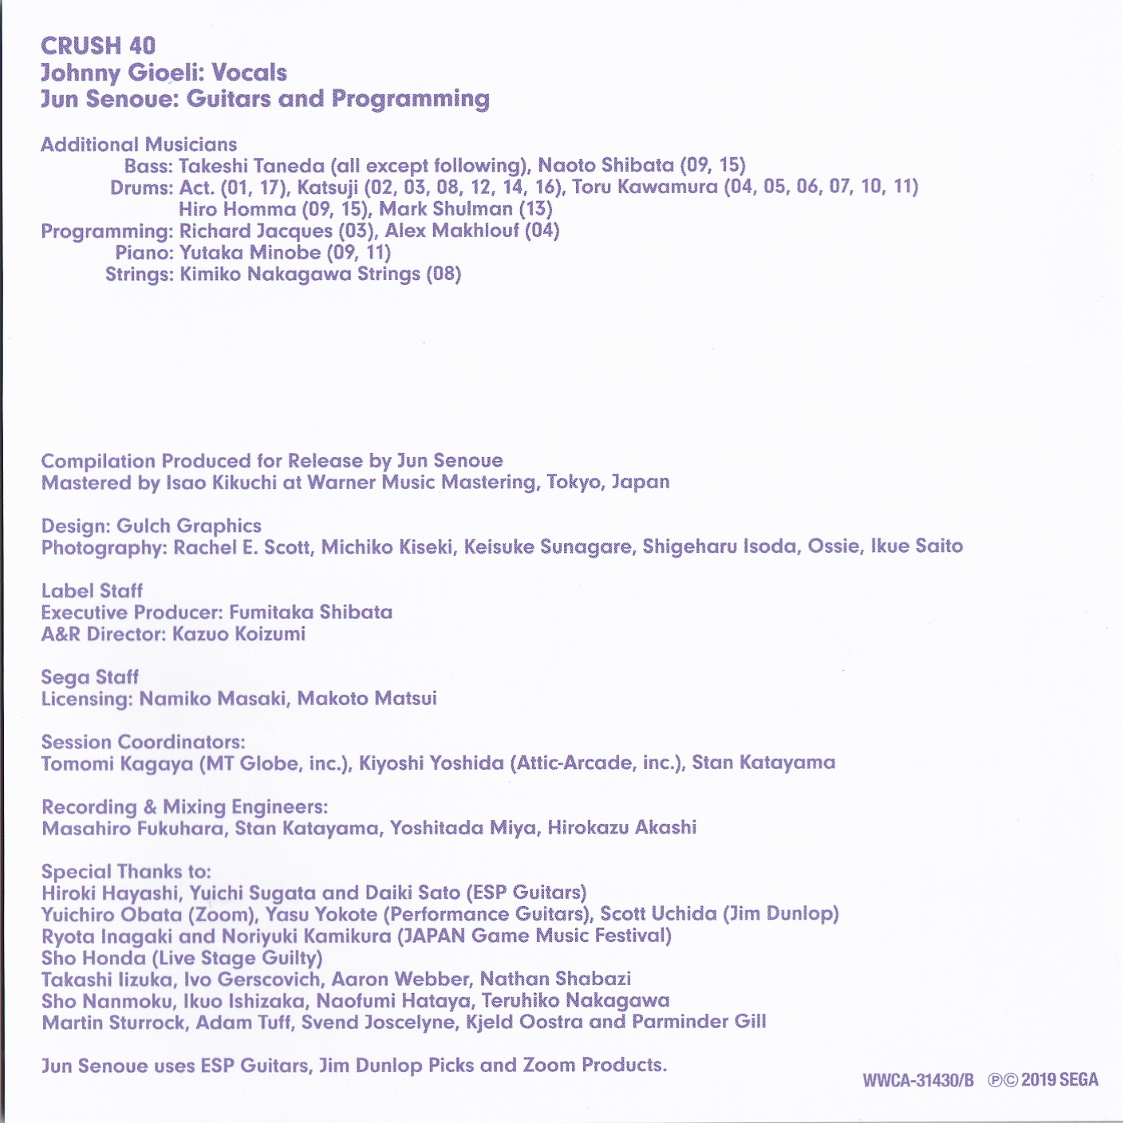 CRUSH 40
Johnny Gioeli: Vocals
Jun Senoue: Guitars and Programming
Additional Musicians
Bass: Takeshi Taneda (all except following), Naoto Shibata (09, 15)
Drums: Act. (01, 17), Katsuji (02, 03, 08, 12, 14, 16), Toru Kawamura (04, 05, 06, 07, 10, 11)
Hiro Homma (09, 15), Mark Shulman (13)
Programming: Richard Jacques (03), Alex Makhlouf (04)
Piano: Yutaka Minobe (09, 11)
Strings: Kimiko Nakagawa Strings (08)
Compilation Produced for Release by Jun Senoue
Mastered by Isao Kikuchi at Warner Music Mastering, Tokyo, Japan
Design: Gulch Graphics
Photography: Rachel E. Scott, Michiko Kiseki, Keisuke Sunagare, Shigeharu Isoda, Ossie, Ikue Saito
Label Staff
Executive Producer: Fumitaka Shibata
A&R Director: Kazuo Koizumi
Sega Staff
Licensing: Namiko Masaki, Makoto Matsui
Session Coordinators:
Tomomi Kagaya (MT Globe, inc.), Kiyoshi Yoshida (Attic-Arcade, inc.), Stan Katayama
Recording & Mixing Engineers:
Masahiro Fukuhara, Stan Katayama, Yoshitada Miya, Hirokazu Akashi
Special Thanks to:
Hiroki Hayashi, Yuichi Sugata and Daiki Sato (ESP Guitars)
Yuichiro Obata (Zoom), Yasu Yokote (Performance Guitars), Scott Uchida (Jim Dunlop)
Ryota Inagaki and Noriyuki Kamikura (JAPAN Game Music Festival)
Sho Honda (Live Stage Guilty)
Takashi Iizuka, Ivo Gerscovich, Aaron Webber, Nathan Shabazi
Sho Nanmoku, Ikuo Ishizaka, Naofumi Hataya, Teruhiko Nakagawa
Martin Sturrock, Adam Tuff, Svend Joscelyne, Kjeld Oostra and Parminder Gill
Jun Senoue uses ESP Guitars, Jim Dunlop Picks and Zoom Products.
WWCA-31430/B ℗© 2019 SEGA